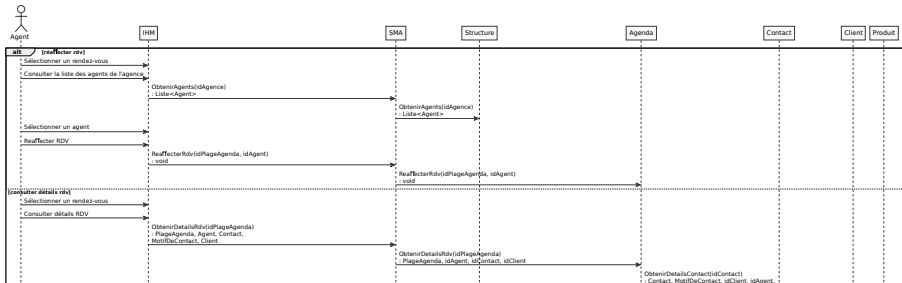 Agent
IHM
SMA
Structure
Agenda
Contact
Client
Produit
alt
[réaffecter rdv]
Sélectionner un rendez-vous
Consulter la liste des agents de l'agence
ObtenirAgents(idAgence)
: Liste<Agent>
ObtenirAgents(idAgence)
: Liste<Agent>
Sélectionner un agent
Reaffecter RDV
ReaffecterRdv(idPlageAgenda, idAgent)
: void
ReaffecterRdv(idPlageAgenda, idAgent)
: void
[consulter détails rdv]
Sélectionner un rendez-vous
Consulter détails RDV
ObtenirDetailsRdv(idPlageAgenda)
: PlageAgenda, Agent, Contact,
MotifDeContact, Client
ObtenirDetailsRdv(idPlageAgenda)
: PlageAgenda, idAgent, idContact, idClient
ObtenirDetailsContact(idContact)
: Contact, MotifDeContact, idClient, idAgent,